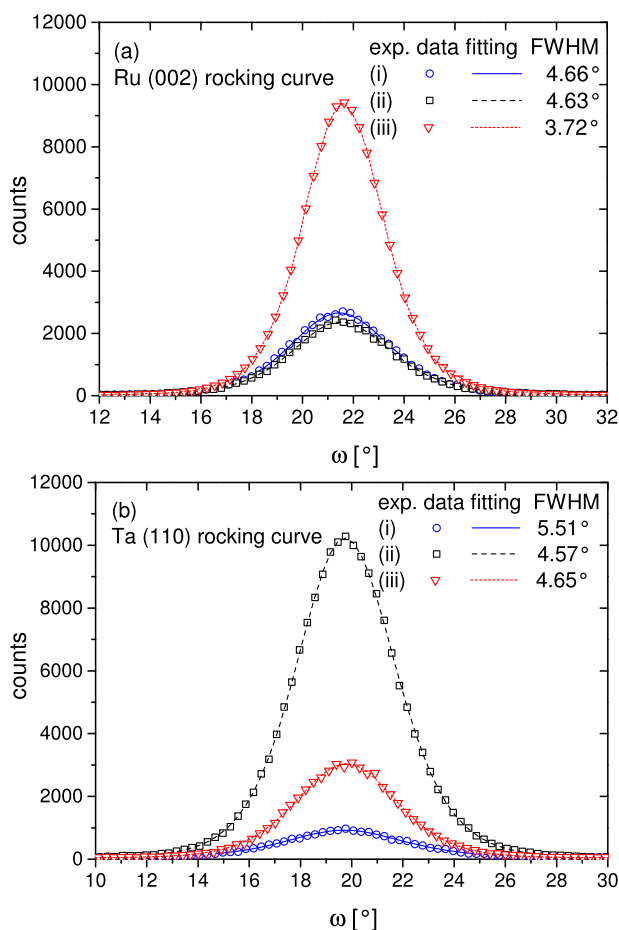 (a)
Ru (002) rocking curve
exp. data fitting FWHM
(i) 4.66°
(ii) 4.63°
(iii) 3.72°
12000
10000
8000
6000
4000
2000
0
counts
12 14 16 18 20 22 24 26 28 30 32
ω [°]
(b)
Ta (110) rocking curve
exp. data fitting FWHM
(i) 5.51°
(ii) 4.57°
(iii) 4.65°
12000
10000
8000
6000
4000
2000
0
counts
10 12 14 16 18 20 22 24 26 28 30
ω [°]